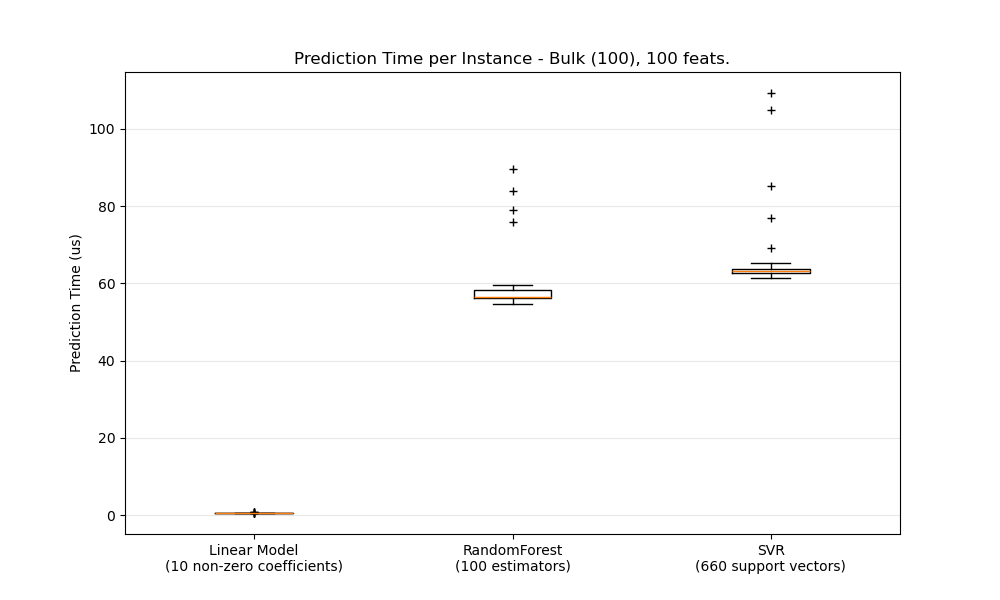 Prediction Time per Instance - Bulk (100), 100 feats.
Prediction Time (us)
100
80
60
40
20
0
Linear Model
(10 non-zero coefficients)
RandomForest
(100 estimators)
SVR
(660 support vectors)